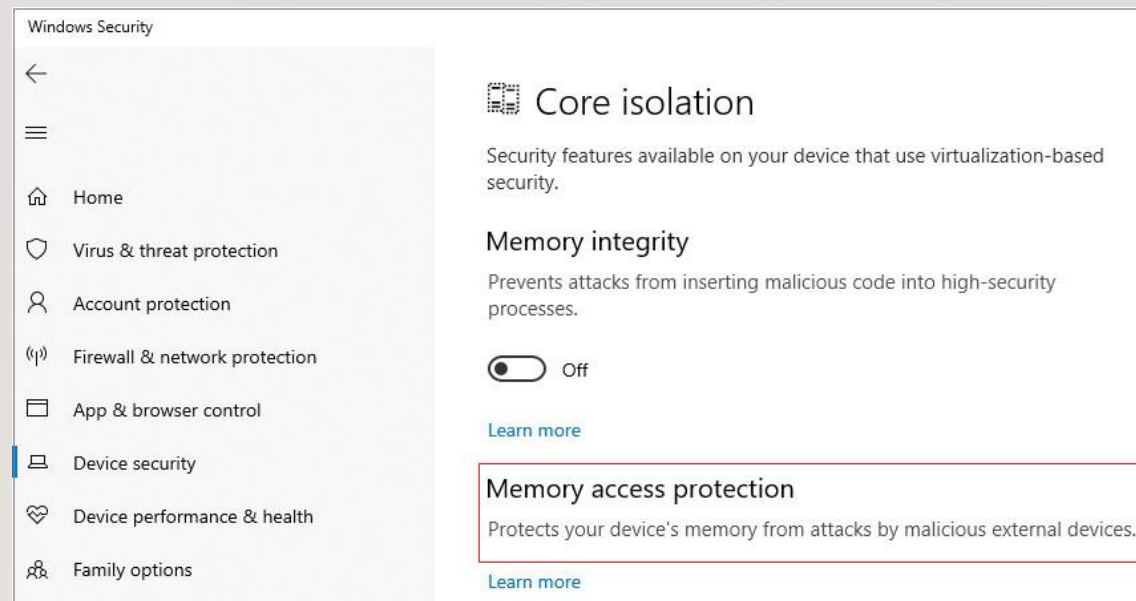 Windows Security
Home
Virus & threat protection
Account protection
Firewall & network protection
App & browser control
Device security
Device performance & health
Family options
Core isolation
Security features available on your device that use virtualization-based
security.
Memory integrity
Prevents attacks from inserting malicious code into high-security
processes.
Off
Learn more
Memory access protection
Protects your device's memory from attacks by malicious external devices.
Learn more